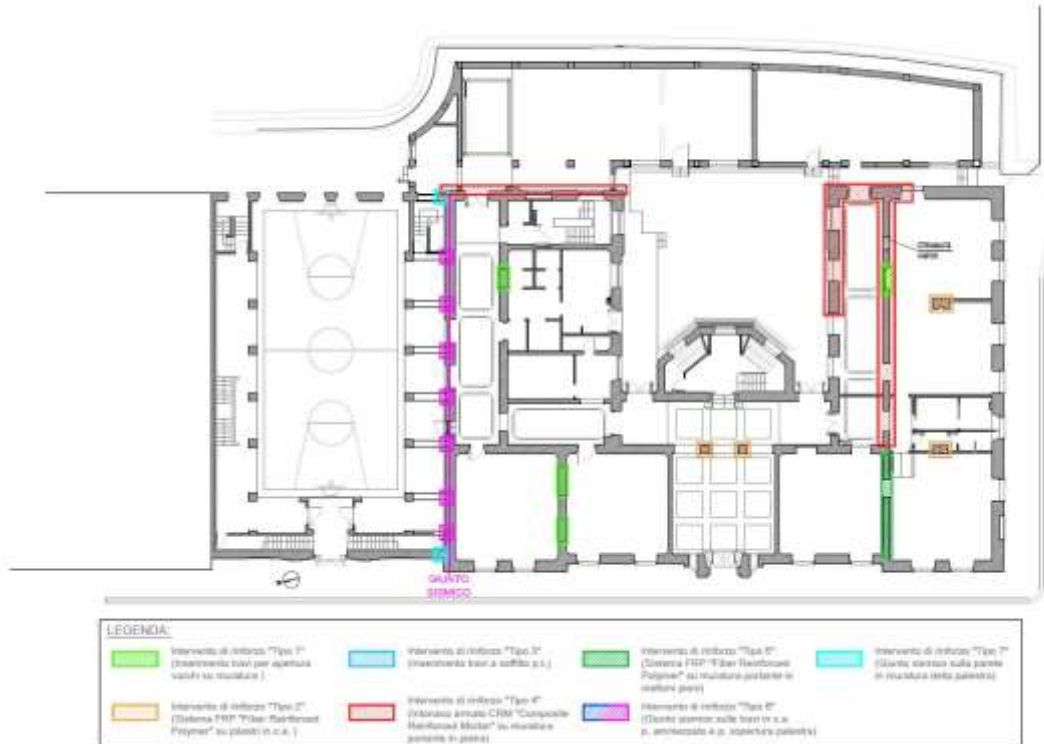 GIUNTO
SISMICO
LEGENDA:
Intervento di rinforzo "Tipo 1"
(Inserimento travi per apertura
varchi su murature )
Intervento di rinforzo "Tipo 2"
(Sistema FRP "Fiber Reinforced
Polymer" su pilastri in c.a. )
Intervento di rinforzo "Tipo 3"
(Inserimento travi a soffitto p.t.)
Intervento di rinforzo "Tipo 4"
(Intonaco armato CRM "Composite
Reinforced Mortar" su muratura
portante in pietra)
Intervento di rinforzo "Tipo 5"
(Sistema FRP "Fiber Reinforced
Polymer" su muratura portante in
mattoni pieni)
Intervento di rinforzo "Tipo 6"
(Giunto sismico sulle travi in c.a.
p. ammezzato e p. copertura palestra)
Intervento di rinforzo "Tipo 7"
(Giunto sismico sulla parete
in muratura della palestra)